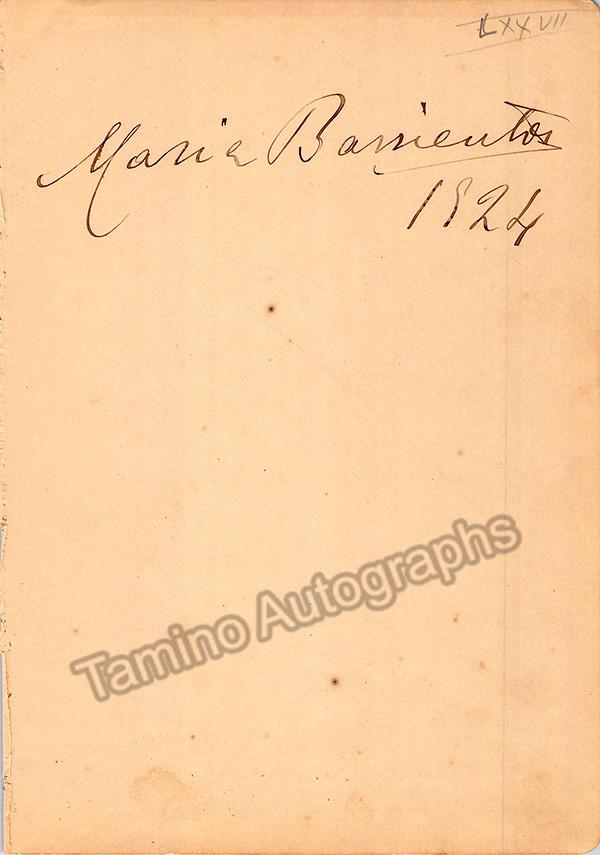 LXXVII
Maria Barrientos
1924
Tamino Autographs